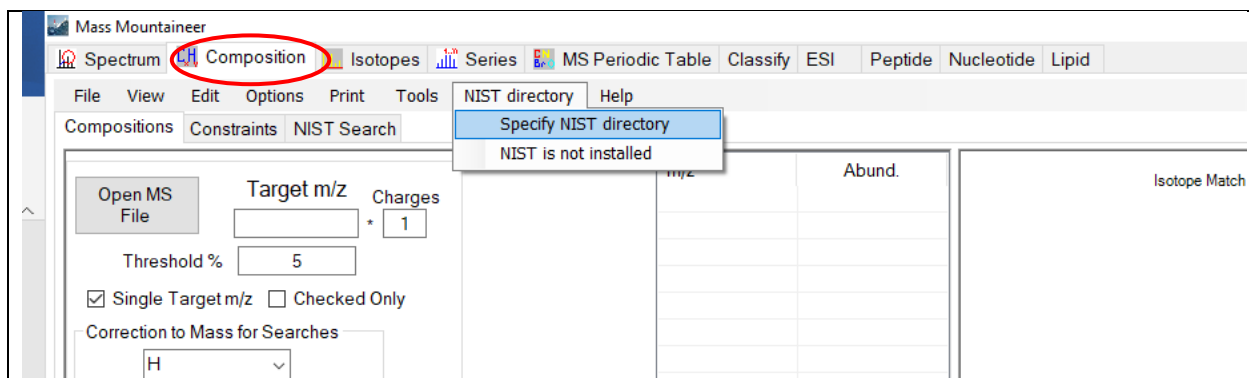 Mass Mountaineer
Spectrum Composition Isotopes Series MS Periodic Table Classify ESI Peptide Nucleotide Lipid
File View Edit Options Print Tools NIST directory Help
Compositions Constraints NIST Search
Specify NIST directory
NIST is not installed
Open MS File
Target m/z
Charges
* 1
Threshold % 5
Single Target m/z Checked Only
Correction to Mass for Searches
H
m/z Abund.
Isotope Match